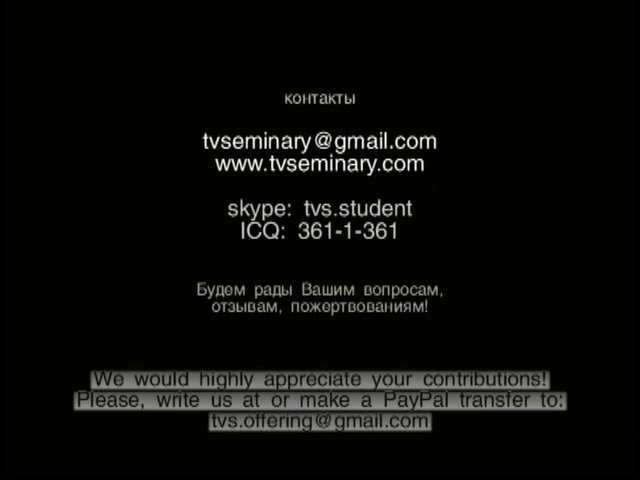 контакты
tvseminary@gmail.com
www.tvseminary.com
skype: tvs.student
ICQ: 361-1-361
Будем рады Вашим вопросам,
отзывам, пожертвованиям!
We would highly appreciate your contributions!
Please, write us at or make a PayPal transfer to:
tvs.offering@gmail.com